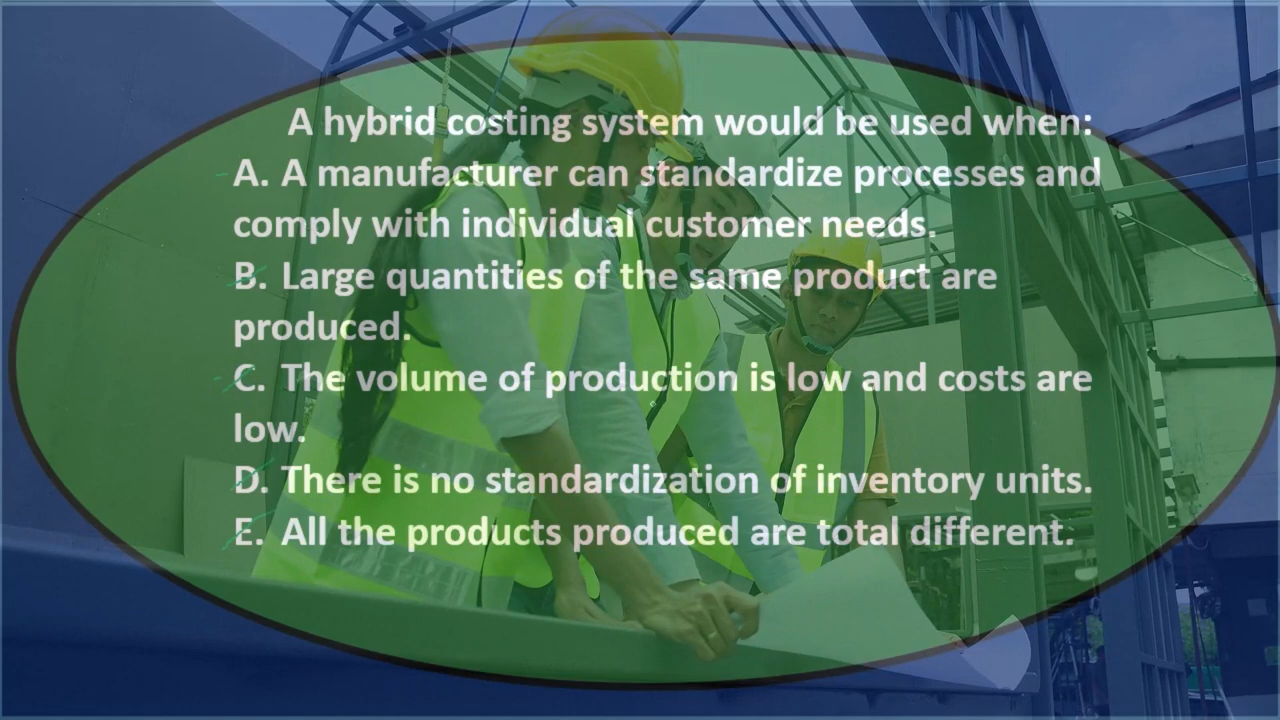 A hybrid costing system would be used when:
A. A manufacturer can standardize processes and
comply with individual customer needs.
B. Large quantities of the same product are
produced.
C. The volume of production is low and costs are
low.
D. There is no standardization of inventory units.
E. All the products produced are total different.